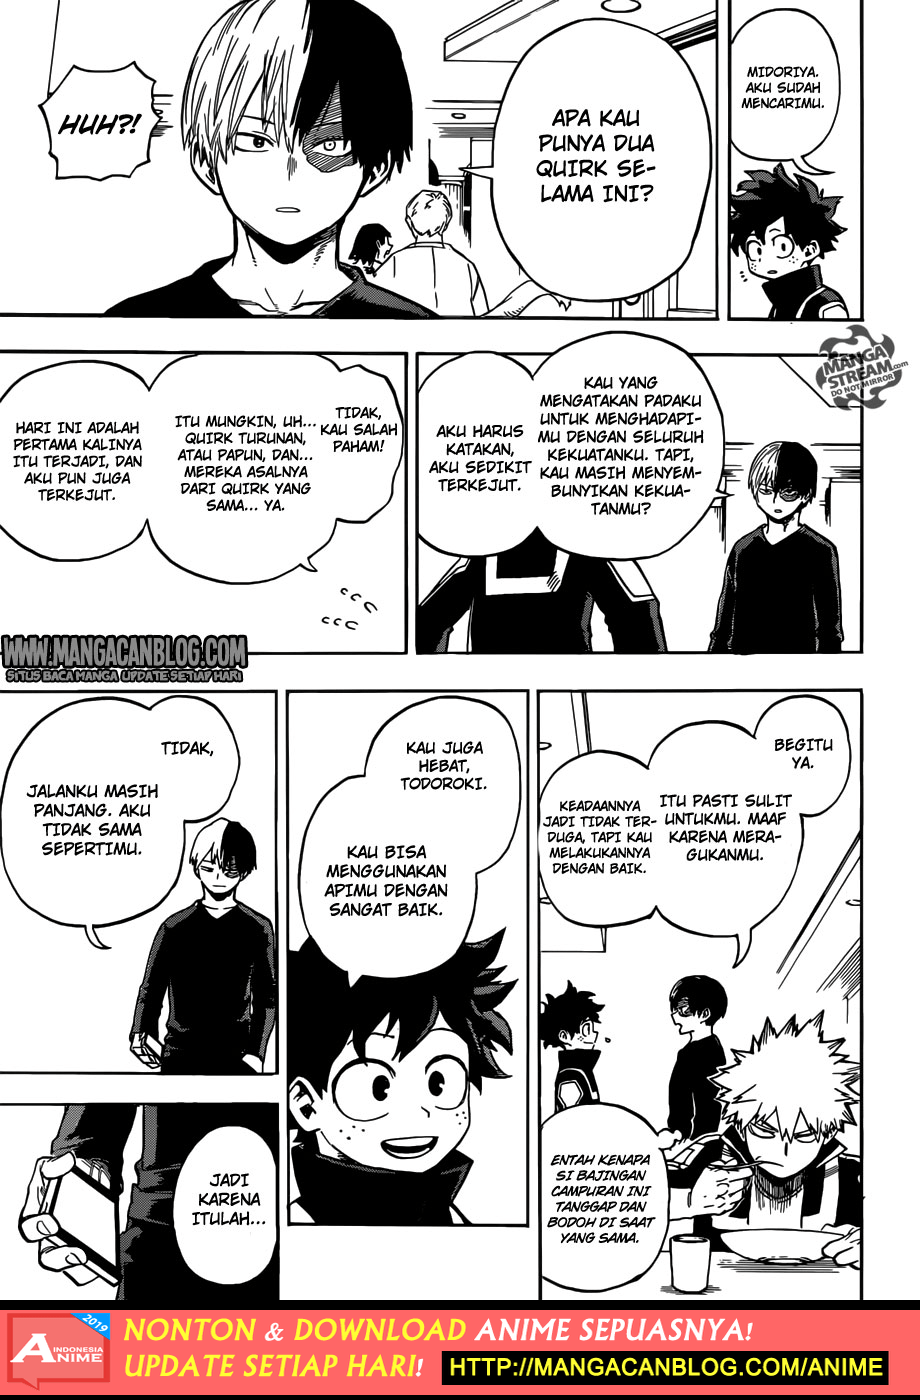 MIDORIYA.
AKU SUDAH
MENCARIMU.
APA KAU
PUNYA DUA
QUIRK SE-
LAMA INI?
HUH?!
MANGA
STREAM.com
DO NOT MIRROR!
KAU YANG
MENGATAKAN PADAKU
UNTUK MENGHADAPI-
MU DENGAN SELURUH
KEKUATANKU. TAPI,
KAU MASIH MENYEM-
BUNYIKAN KEKUA-
TANMU?
AKU HARUS
KATAKAN,
AKU SEDIKIT
TERKEJUT.
TIDAK,
KAU SALAH
PAHAM!
ITU MUNGKIN, UH...
QUIRK TURUNAN,
ATAU PAPUN, DAN...
MEREKA ASALNYA
DARI QUIRK YANG
SAMA... YA.
HARI INI ADALAH
PERTAMA KALINYA
ITU TERJADI, DAN
AKU PUN JUGA
TERKEJUT.
WWW.MANGACANBLOG.COM
SITUS BACA MANGA UPDATE SETIAP HARI
BEGITU
YA.
ITU PASTI SULIT
UNTUKMU. MAAF
KARENA MERA-
GUKANMU.
KEADAANNYA
JADI TIDAK TER-
DUGA, TAPI KAU
MELAKUKANNYA
DENGAN BAIK.
ENTAH KENAPA
SI BAJINGAN
CAMPURAN INI
TANGGAP DAN
BODOH DI SAAT
YANG SAMA.
KAU JUGA
HEBAT,
TODOROKI.
KAU BISA
MENGGUNAKAN
APIMU DENGAN
SANGAT BAIK.
TIDAK,
JALANKU MASIH
PANJANG. AKU
TIDAK SAMA
SEPERTIMU.
JADI
KARENA
ITULAH...
2019
INDONESIA
ANIME
NONTON & DOWNLOAD ANIME SEPUASNYA!
UPDATE SETIAP HARI! HTTP://MANGACANBLOG.COM/ANIME